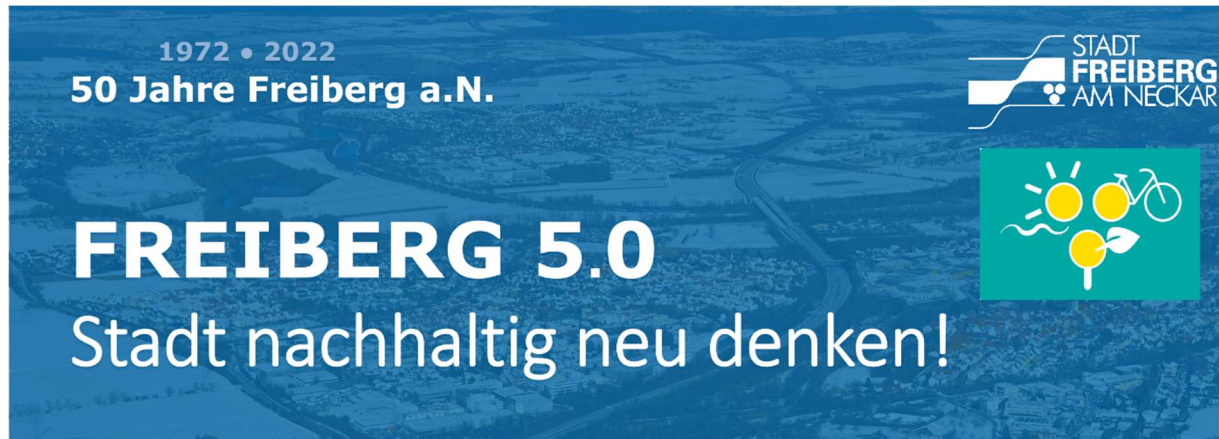 1972 • 2022
50 Jahre Freiberg a.N.
STADT
FREIBERG
AM NECKAR
FREIBERG 5.0
Stadt nachhaltig neu denken!